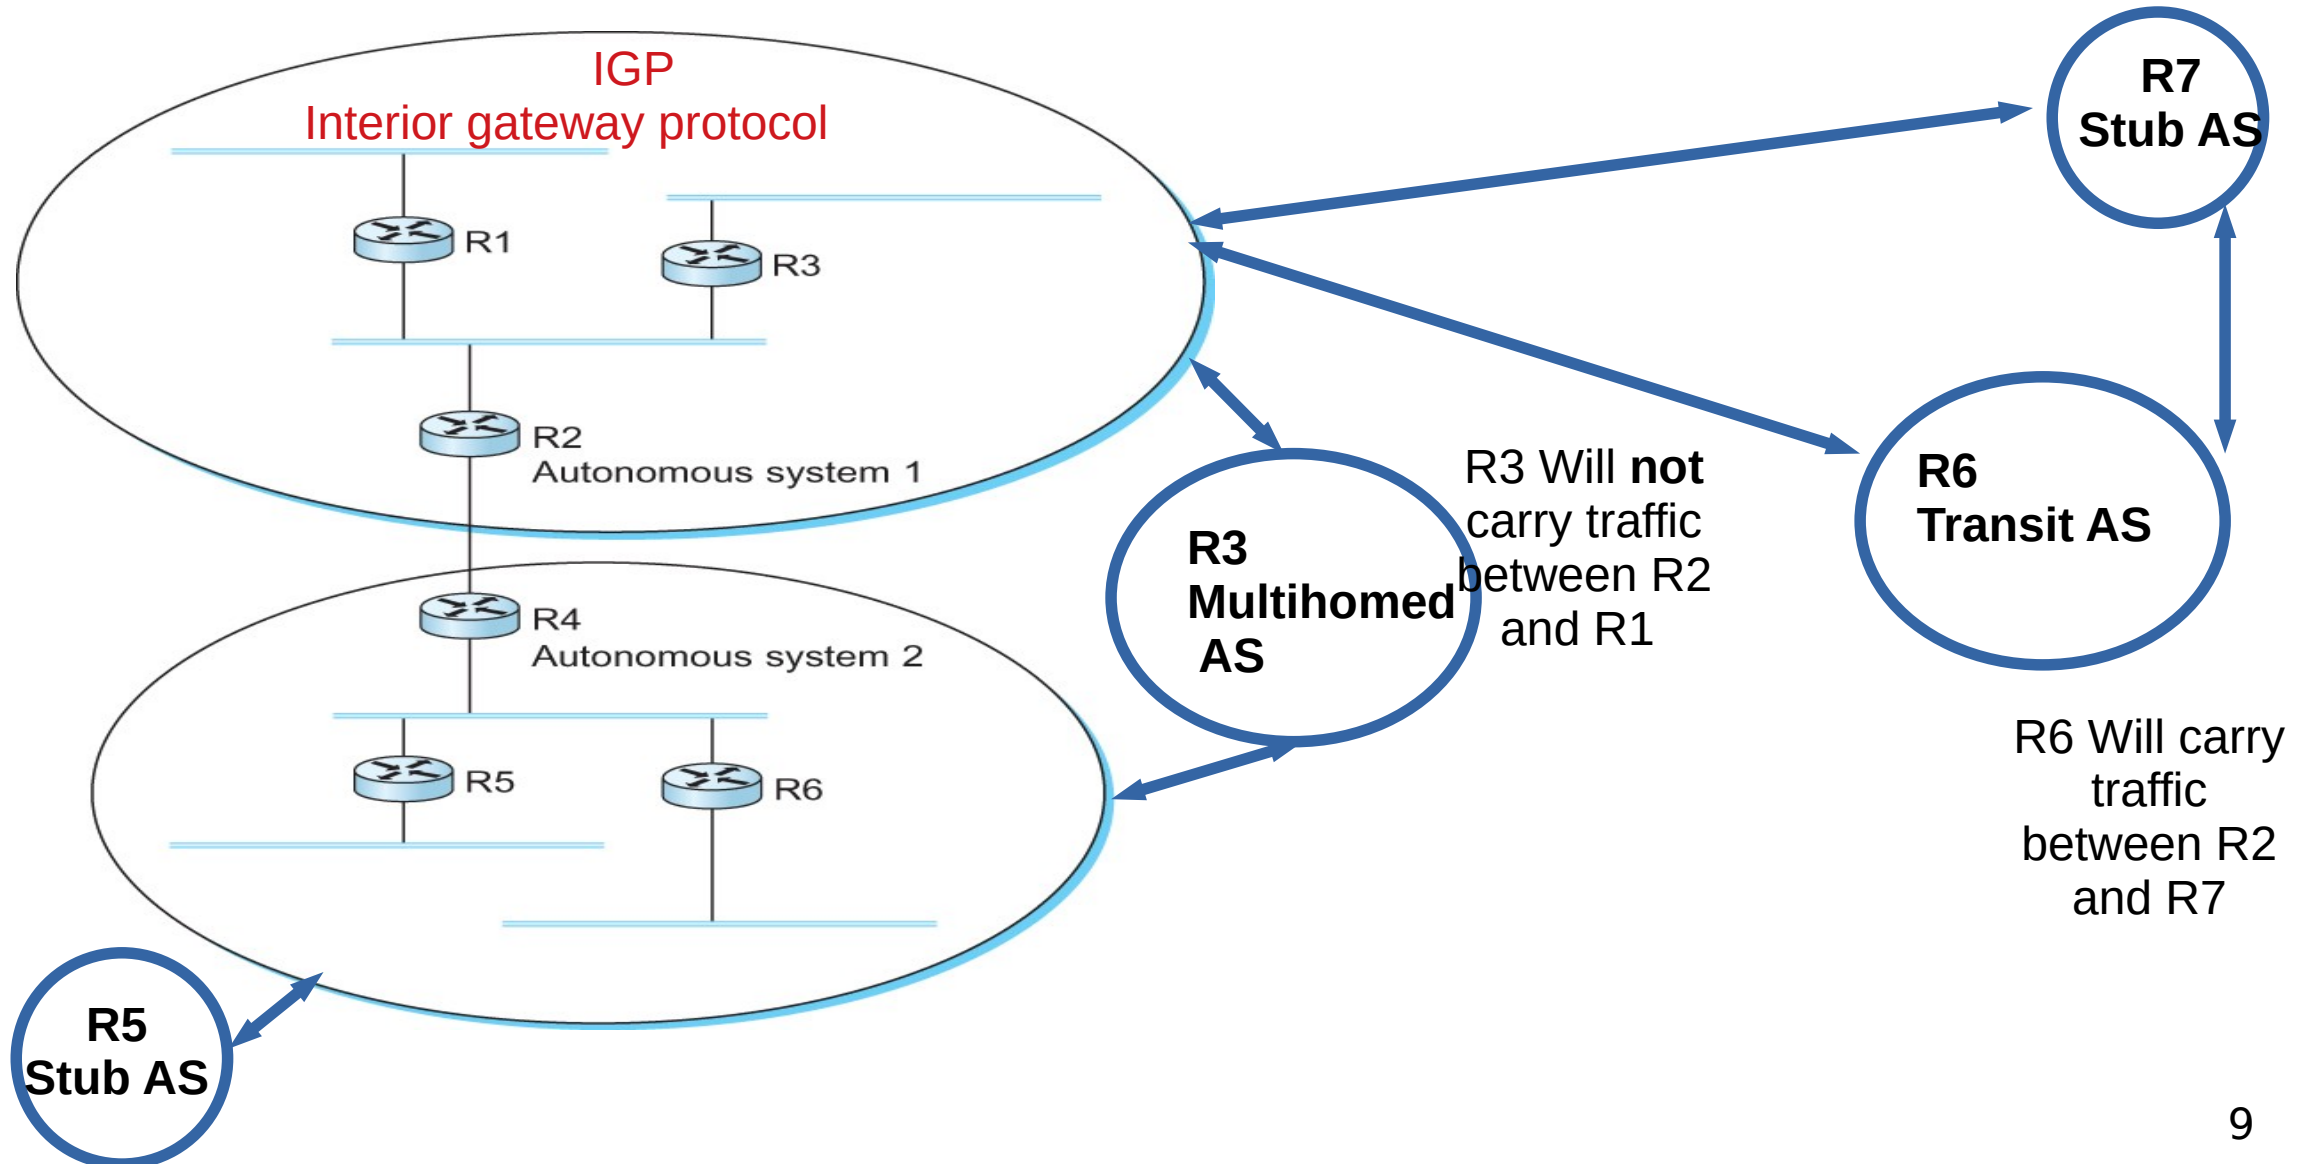 IGP
Interior gateway protocol
R1
R3
R2
Autonomous system 1
R4
Autonomous system 2
R5
R6
R5
Stub AS
R3
Multihomed
AS
R3 Will not
carry traffic
between R2
and R1
R7
Stub AS
R6
Transit AS
R6 Will carry
traffic
between R2
and R7
9